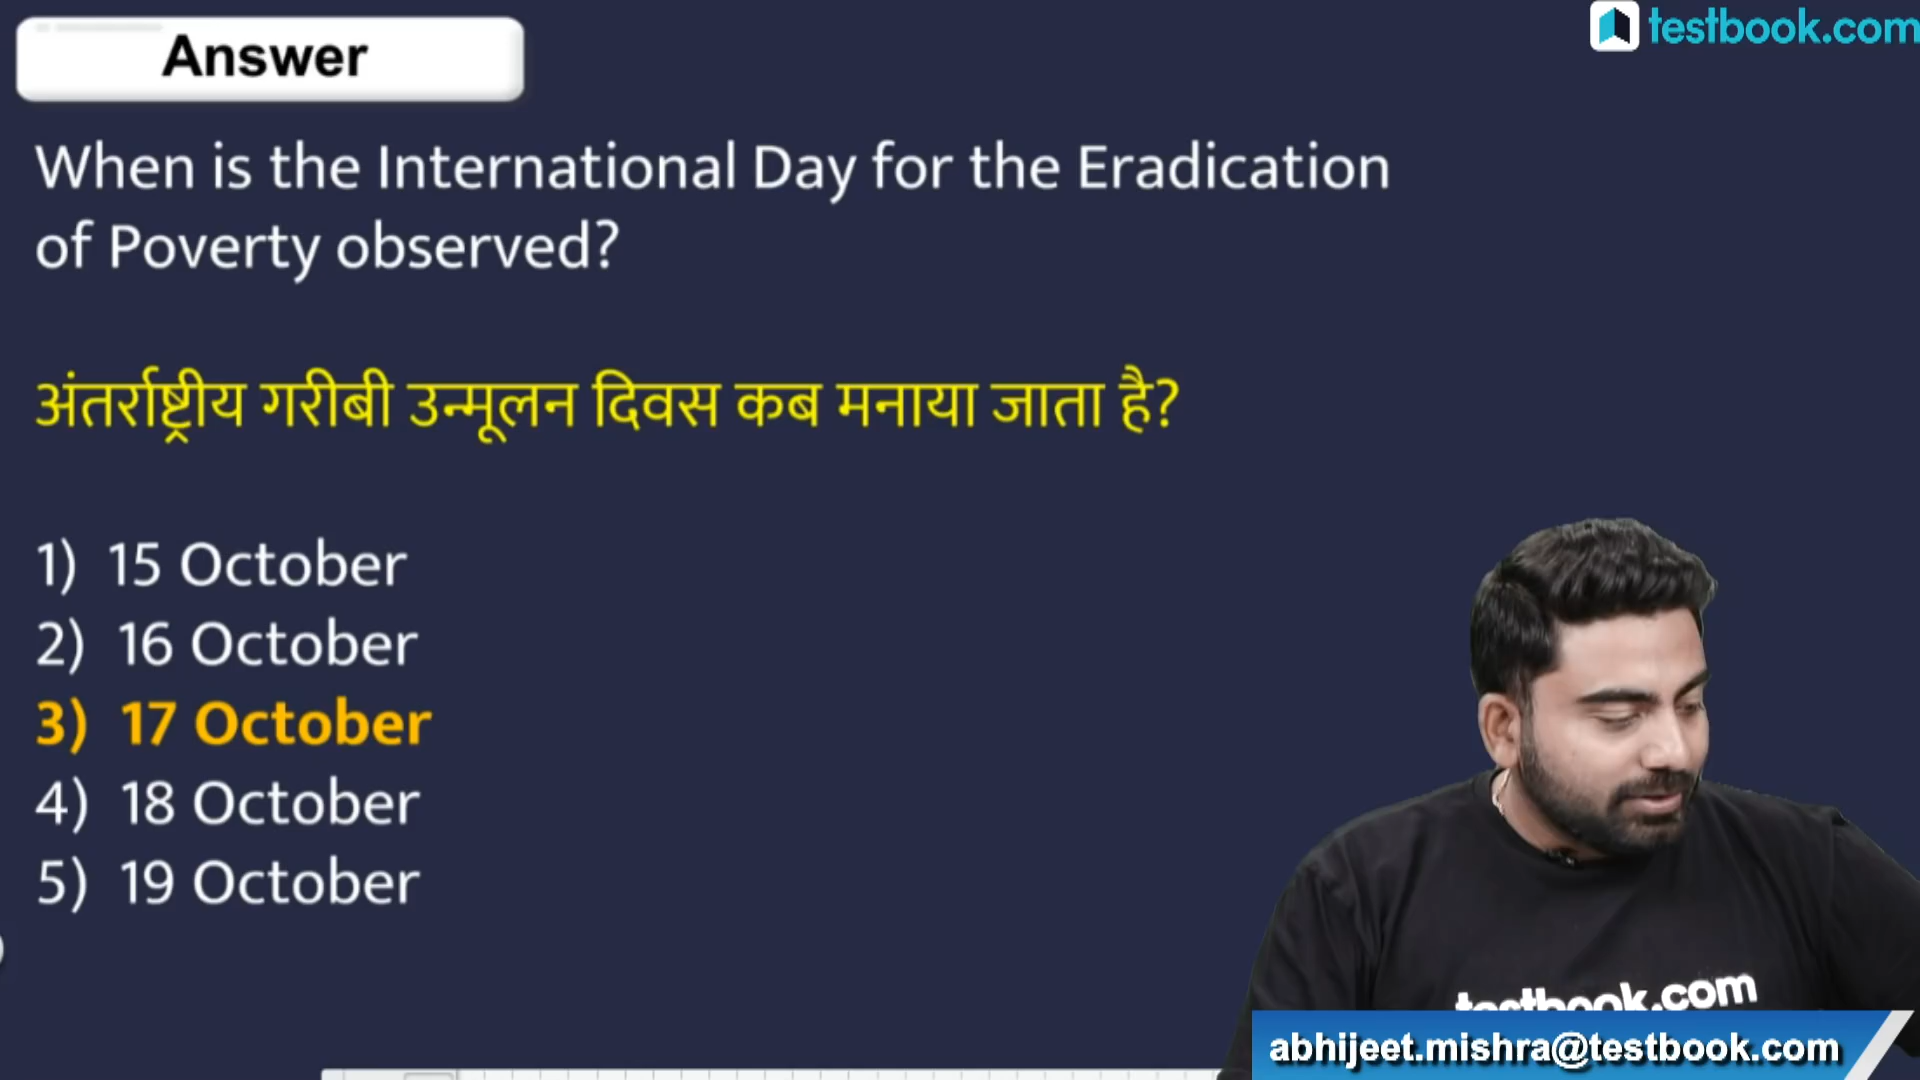 Answer
testbook.com
When is the International Day for the Eradication
of Poverty observed?
अंतर्राष्ट्रीय गरीबी उन्मूलन दिवस कब मनाया जाता है?
1) 15 October
2) 16 October
3) 17 October
4) 18 October
5) 19 October
testbook.com
abhijeet.mishra@testbook.com